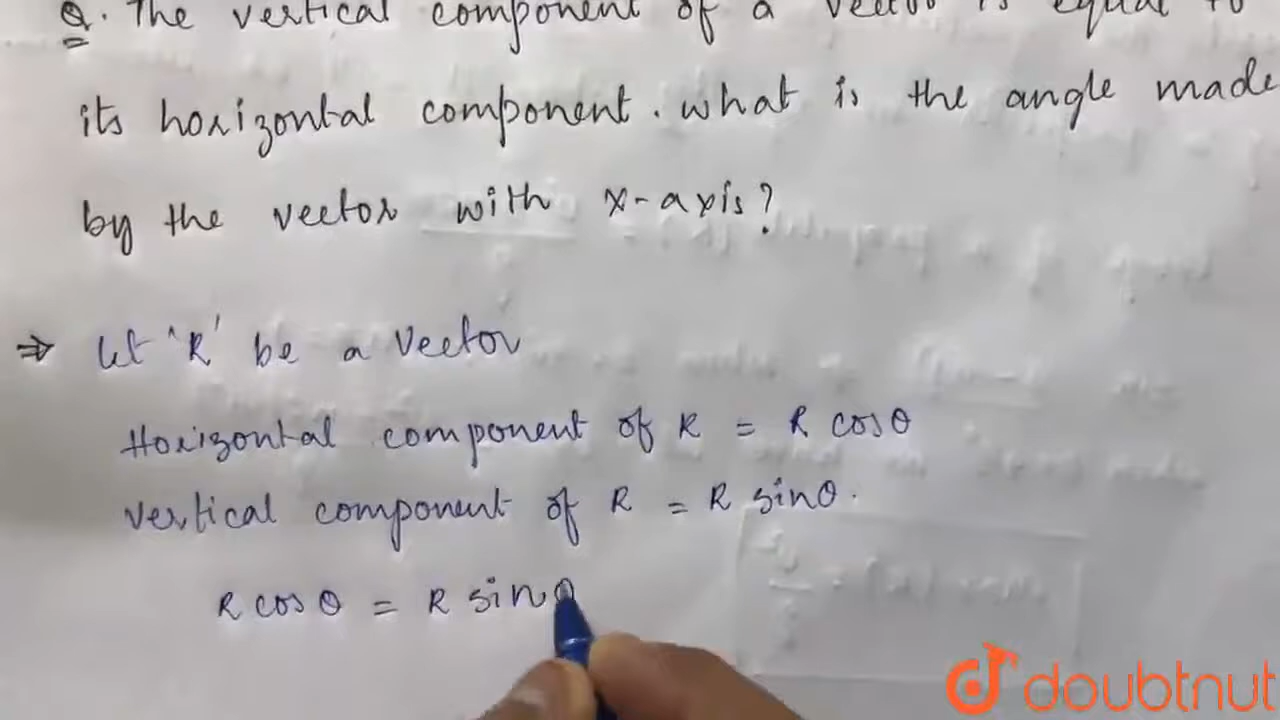 Q. The vertical component of a vector is equal to
its horizontal component. what is the angle made
by the vector with x-axis?
⇒ let 'R' be a vector
Horizontal component of R = R cosθ
vertical component of R = R sinθ.
R cosθ = R sinθ
doubtnut